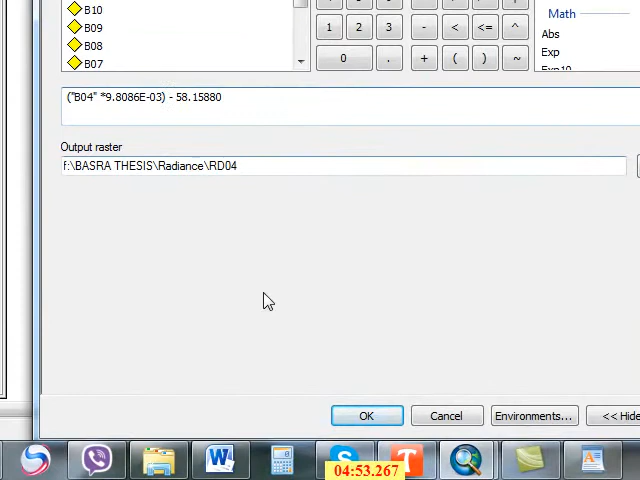 B10
B09
B08
B07
1 2 3 - < <= ^
0 . + ( ) ~
Math
Abs
Exp
Exp10
("B04" *9.8086E-03) - 58.15880
Output raster
f:\BASRA THESIS\Radiance\RD04
OK Cancel Environments... << Hide
04:53.267